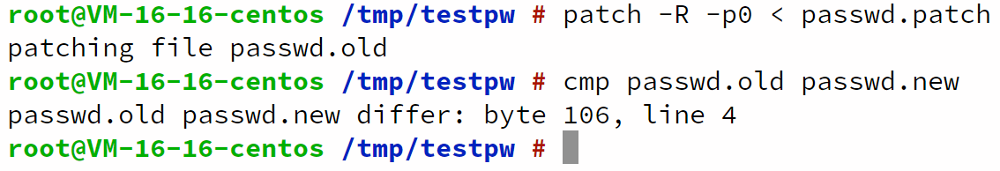 root@VM-16-16-centos /tmp/testpw # patch -R -p0 < passwd.patch
patching file passwd.old
root@VM-16-16-centos /tmp/testpw # cmp passwd.old passwd.new
passwd.old passwd.new differ: byte 106, line 4
root@VM-16-16-centos /tmp/testpw #